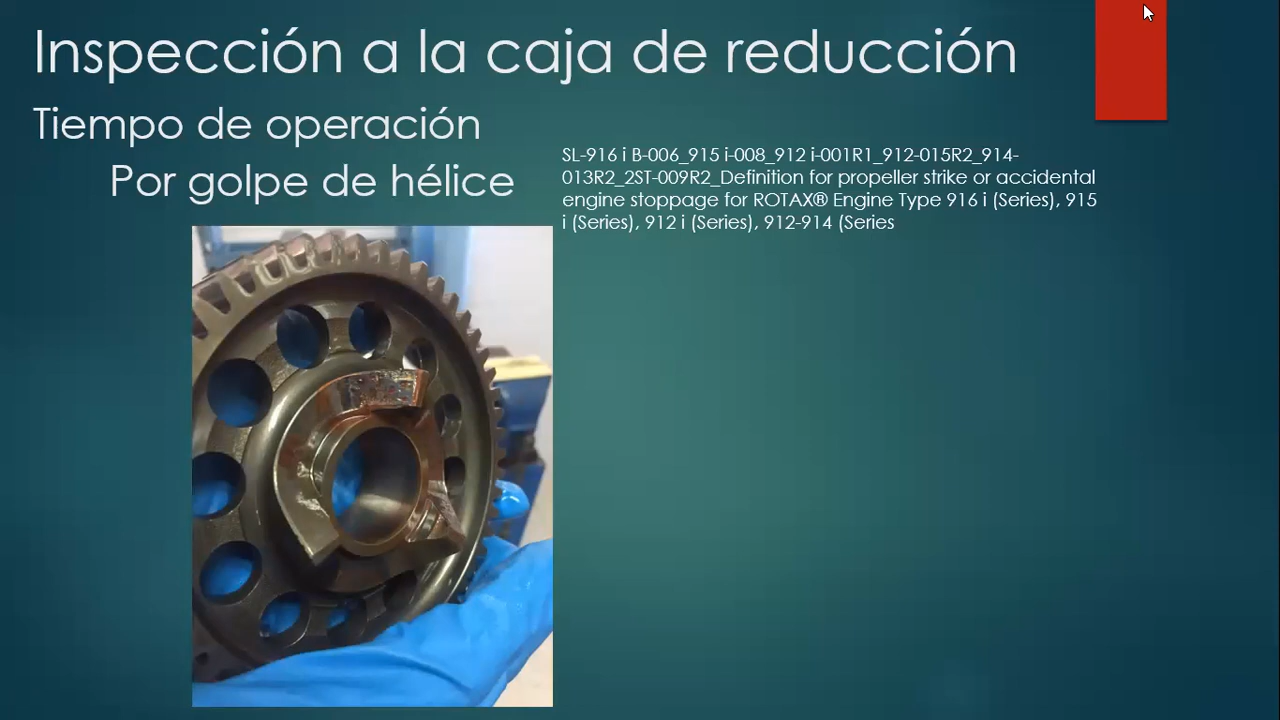 Inspección a la caja de reducción
Tiempo de operación
Por golpe de hélice
SL-916 i B-006_915 i-008_912 i-001R1_912-015R2_914-
013R2_2ST-009R2_Definition for propeller strike or accidental
engine stoppage for ROTAX® Engine Type 916 i (Series), 915
i (Series), 912 i (Series), 912-914 (Series